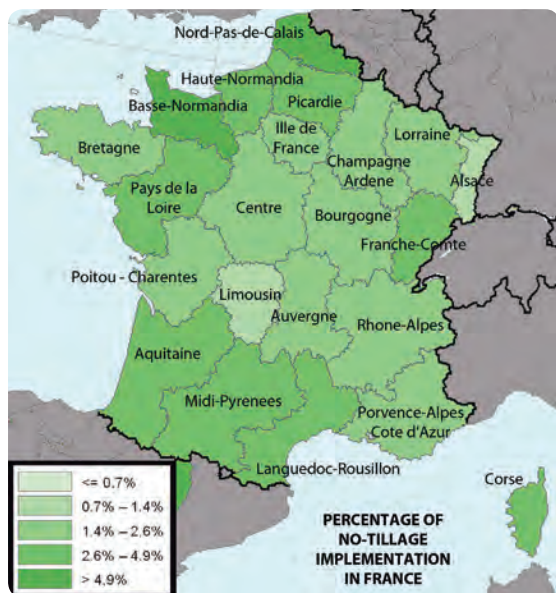 Nord-Pas-de-Calais
Haute-Normandia
Basse-Normandia
Picardie
Ille de
France
Lorraine
Bretagne
Champagne
Ardene
Alsace
Pays de la
Loire
Centre
Bourgogne
Franche-Comte
Poitou - Charentes
Limousin
Auvergne
Rhone-Alpes
Aquitaine
Midi-Pyrenees
Porvence-Alpes
Cote d'Azur
Languedoc-Rousillon
Corse
<= 0.7%
0.7% – 1.4%
1.4% – 2.6%
2.6% – 4.9%
> 4.9%
PERCENTAGE OF
NO-TILLAGE
IMPLEMENTATION
IN FRANCE